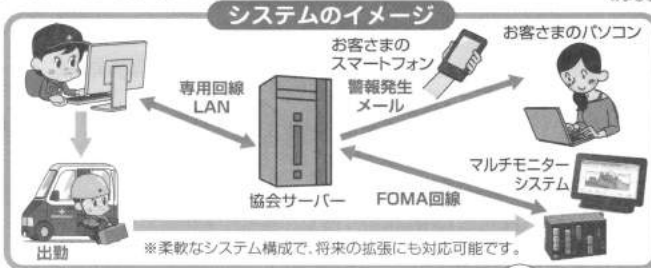 システムのイメージ
お客さまの
スマートフォン
お客さまのパソコン
専用回線
LAN
警報発生
メール
マルチモニター
システム
協会サーバー
FOMA回線
出動
※柔軟なシステム構成で、将来の拡張にも対応可能です。